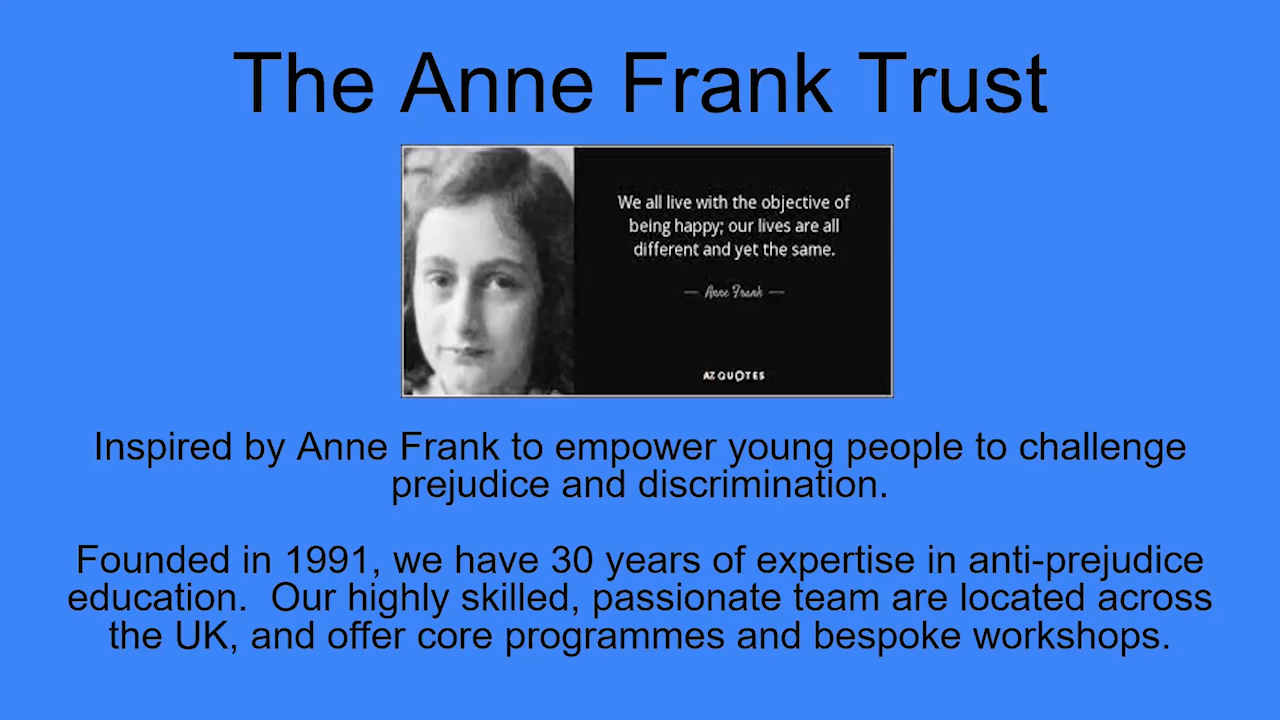 The Anne Frank Trust
We all live with the objective of
being happy; our lives are all
different and yet the same.
— Anne Frank —
AZ QUOTES
Inspired by Anne Frank to empower young people to challenge
prejudice and discrimination.
Founded in 1991, we have 30 years of expertise in anti-prejudice
education.  Our highly skilled, passionate team are located across
the UK, and offer core programmes and bespoke workshops.